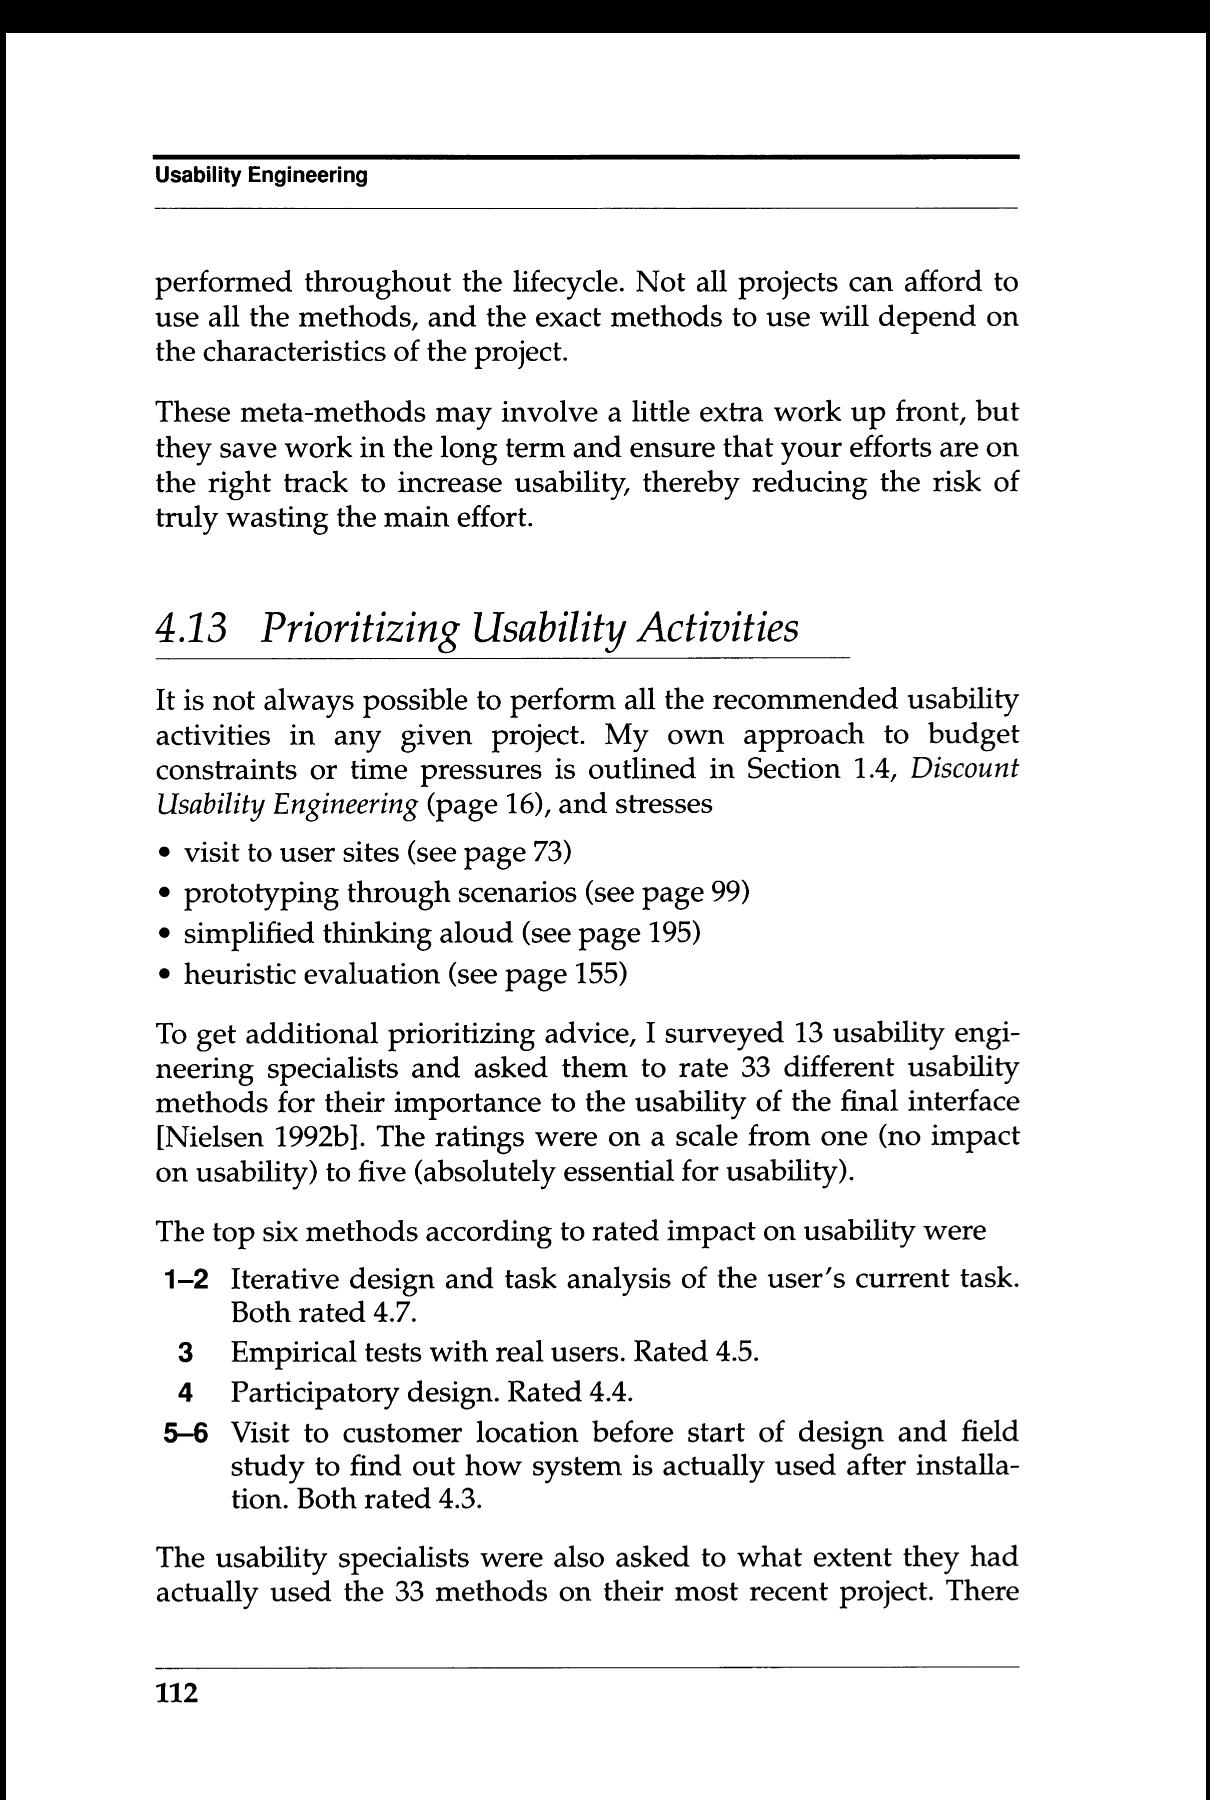 Usability Engineering
performed throughout the lifecycle. Not all projects can afford to
use all the methods, and the exact methods to use will depend on
the characteristics of the project.
These meta-methods may involve a little extra work up front, but
they save work in the long term and ensure that your efforts are on
the right track to increase usability, thereby reducing the risk of
truly wasting the main effort.
4.13 Prioritizing Usability Activities
It is not always possible to perform all the recommended usability
activities in any given project. My own approach to budget
constraints or time pressures is outlined in Section 1.4, Discount
Usability Engineering (page 16), and stresses
• visit to user sites (see page 73)
• prototyping through scenarios (see page 99)
• simplified thinking aloud (see page 195)
• heuristic evaluation (see page 155)
To get additional prioritizing advice, I surveyed 13 usability engi-
neering specialists and asked them to rate 33 different usability
methods for their importance to the usability of the final interface
[Nielsen 1992b]. The ratings were on a scale from one (no impact
on usability) to five (absolutely essential for usability).
The top six methods according to rated impact on usability were
1–2 Iterative design and task analysis of the user's current task.
Both rated 4.7.
3 Empirical tests with real users. Rated 4.5.
4 Participatory design. Rated 4.4.
5–6 Visit to customer location before start of design and field
study to find out how system is actually used after installa-
tion. Both rated 4.3.
The usability specialists were also asked to what extent they had
actually used the 33 methods on their most recent project. There
112